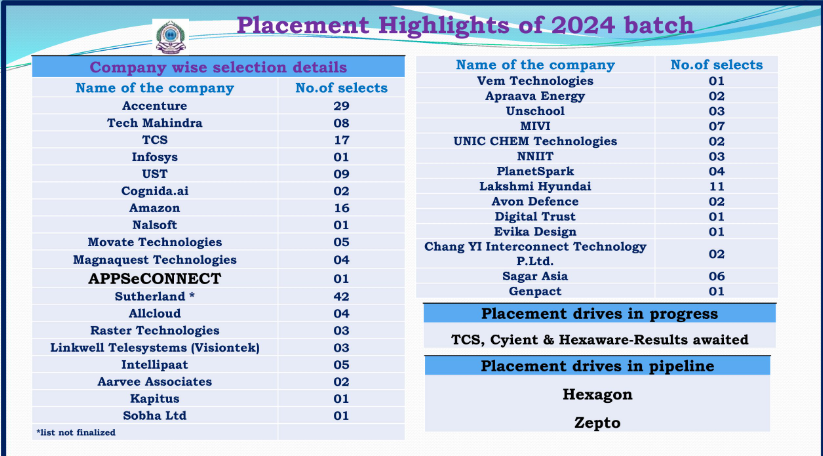 Placement Highlights of 2024 batch
Company wise selection details
Name of the company No.of selects
Accenture 29
Tech Mahindra 08
TCS 17
Infosys 01
UST 09
Cognida.ai 02
Amazon 16
Nalsoft 01
Movate Technologies 05
Magnaquest Technologies 04
APPSeCONNECT 01
Sutherland * 42
Allcloud 04
Raster Technologies 03
Linkwell Telesystems (Visiontek) 03
Intellipaat 05
Aarvee Associates 02
Kapitus 01
Sobha Ltd 01
*list not finalized
Name of the company No.of selects
Vem Technologies 01
Apraava Energy 02
Unschool 03
MIVI 07
UNIC CHEM Technologies 02
NNIIT 03
PlanetSpark 04
Lakshmi Hyundai 11
Avon Defence 02
Digital Trust 01
Evika Design 01
Chang YI Interconnect Technology
P.Ltd. 02
Sagar Asia 06
Genpact 01
Placement drives in progress
TCS, Cyient & Hexaware-Results awaited
Placement drives in pipeline
Hexagon
Zepto